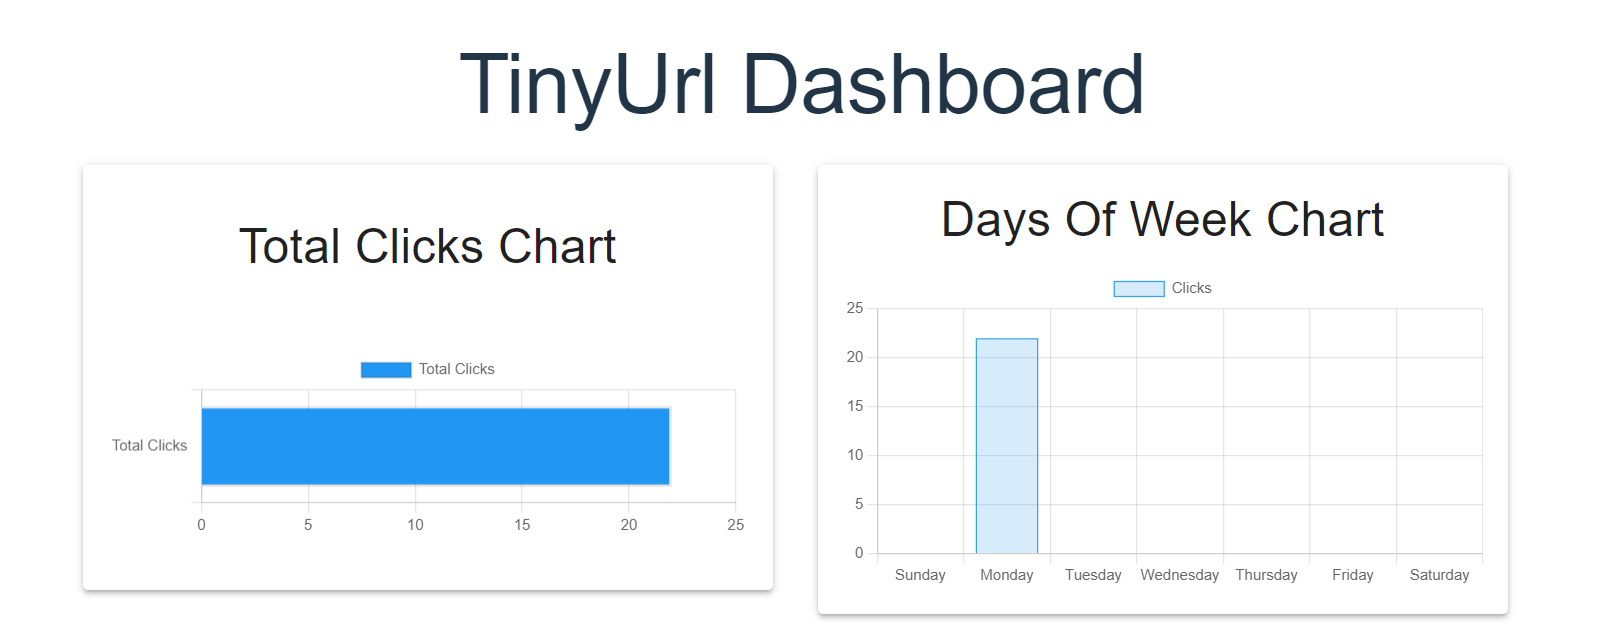 TinyUrl Dashboard
Total Clicks Chart
Total Clicks
Total Clicks
0 5 10 15 20 25
Days Of Week Chart
Clicks
25
20
15
10
5
0
Sunday Monday Tuesday Wednesday Thursday Friday Saturday